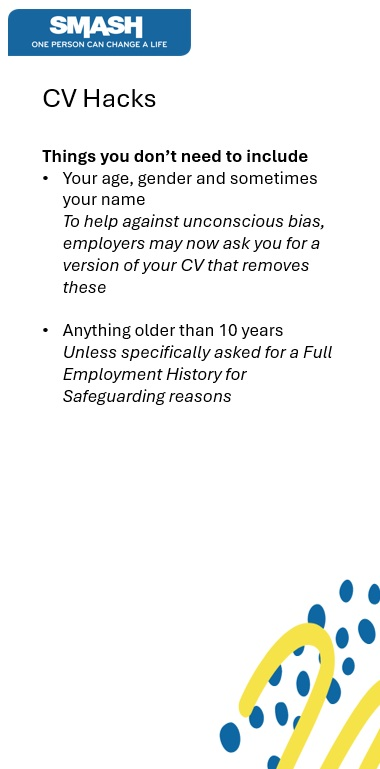 SMASH
ONE PERSON CAN CHANGE A LIFE
CV Hacks
Things you don’t need to include
• Your age, gender and sometimes
your name
To help against unconscious bias,
employers may now ask you for a
version of your CV that removes
these
• Anything older than 10 years
Unless specifically asked for a Full
Employment History for
Safeguarding reasons